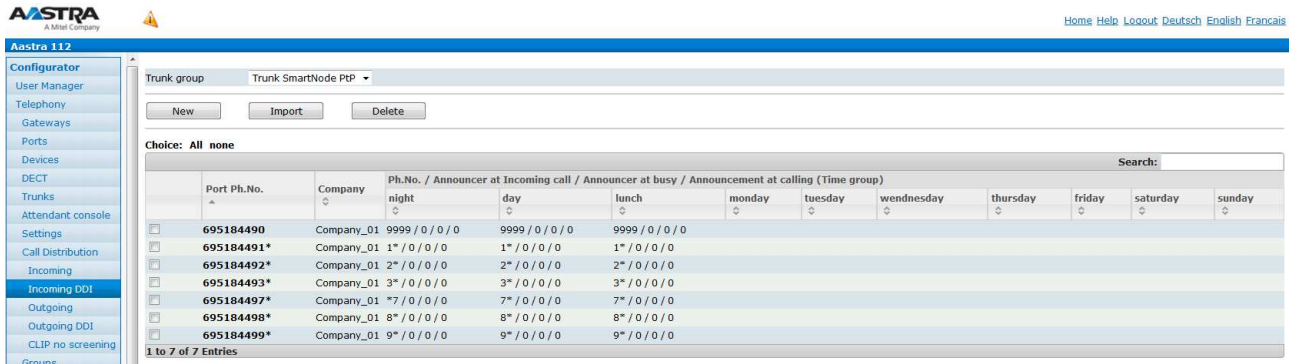 AASTRA
A Mitel Company
Home Help Logout Deutsch English Francais
Aastra 112
Configurator
User Manager
Telephony
Gateways
Ports
Devices
DECT
Trunks
Attendant console
Settings
Call Distribution
Incoming
Incoming DDI
Outgoing
Outgoing DDI
CLIP no screening
Groups
Trunk group Trunk SmartNode PtP
New Import Delete
Choice: All none
Search:
Port Ph.No. Company Ph.No. / Announcer at Incoming call / Announcer at busy / Announcement at calling (Time group)
night day lunch monday tuesday wendnesday thursday friday saturday sunday
695184490 Company_01 9999 / 0 / 0 / 0 9999 / 0 / 0 / 0 9999 / 0 / 0 / 0
695184491* Company_01 1* / 0 / 0 / 0 1* / 0 / 0 / 0 1* / 0 / 0 / 0
695184492* Company_01 2* / 0 / 0 / 0 2* / 0 / 0 / 0 2* / 0 / 0 / 0
695184493* Company_01 3* / 0 / 0 / 0 3* / 0 / 0 / 0 3* / 0 / 0 / 0
695184497* Company_01 *7 / 0 / 0 / 0 7* / 0 / 0 / 0 7* / 0 / 0 / 0
695184498* Company_01 8* / 0 / 0 / 0 8* / 0 / 0 / 0 8* / 0 / 0 / 0
695184499* Company_01 9* / 0 / 0 / 0 9* / 0 / 0 / 0 9* / 0 / 0 / 0
1 to 7 of 7 Entries